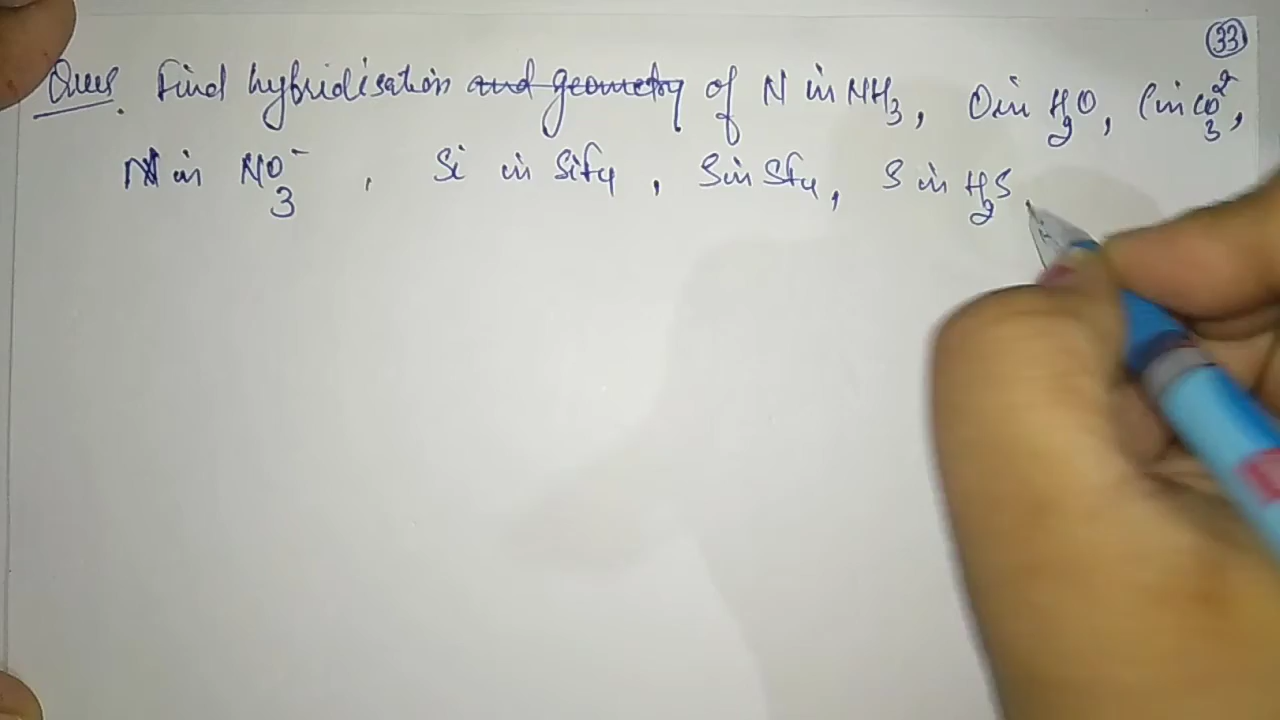 33
Ques. Find hybridisation and geometry of N in NH3, O in H2O, C in CO3 2-,
N in NO3-, Si in SiF4, S in SF4, S in H2S,